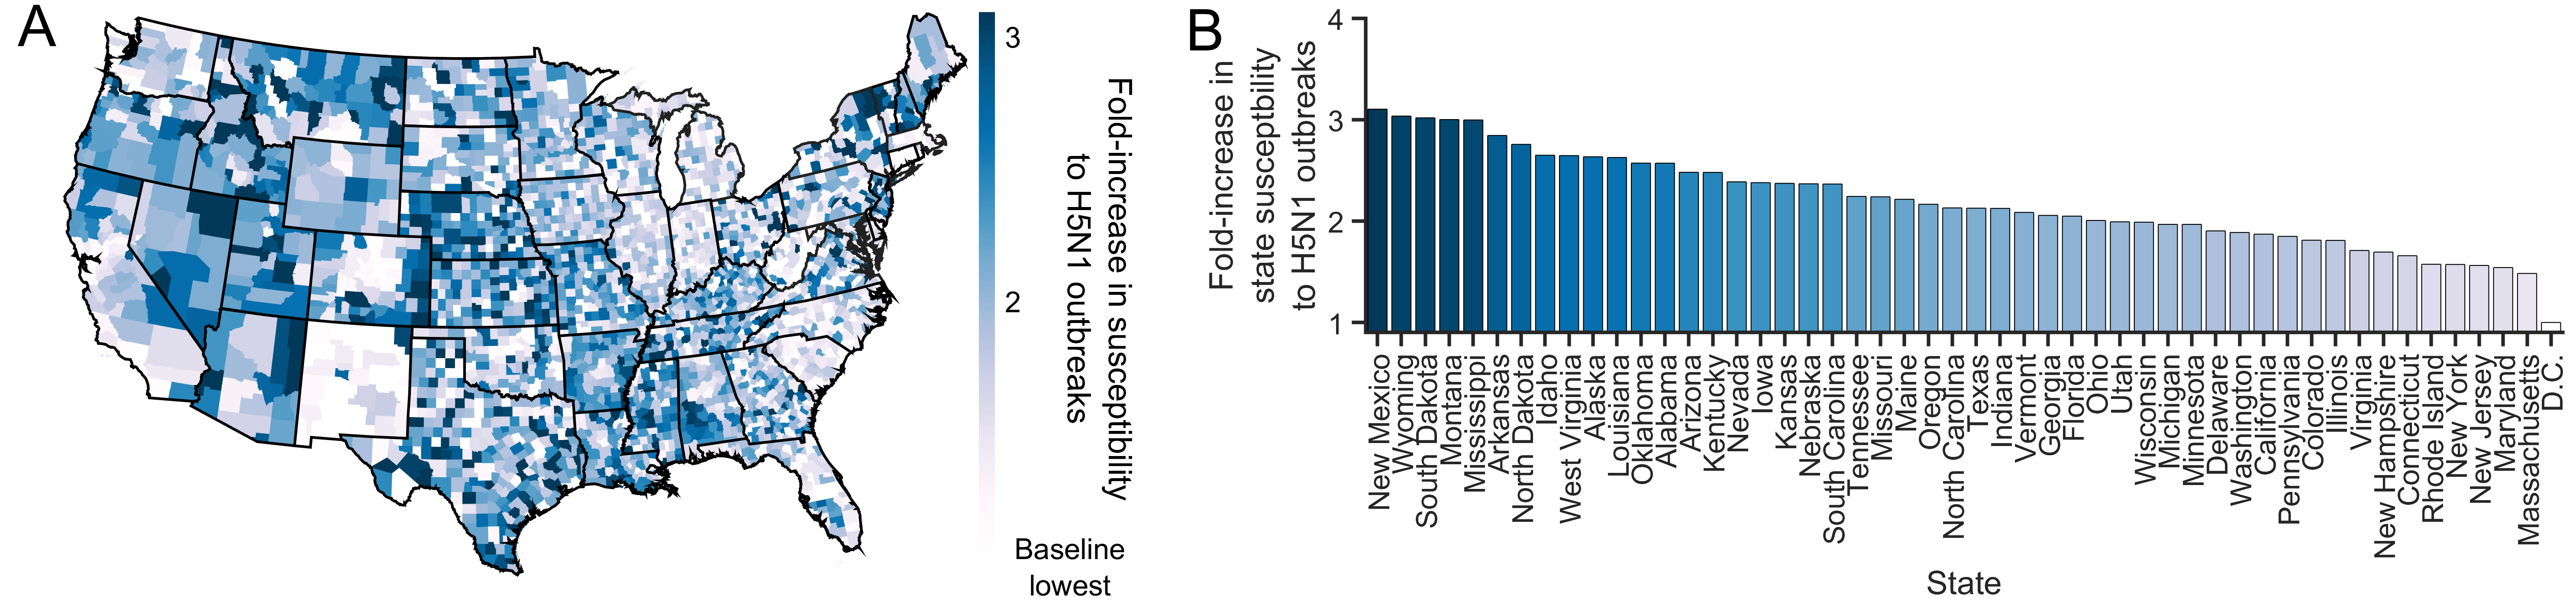 A
3
2
Baseline
lowest
Fold-increase in susceptibility
to H5N1 outbreaks
B
Fold-increase in
state susceptibility
to H5N1 outbreaks
4
3
2
1
New Mexico
Wyoming
South Dakota
Montana
Mississippi
Arkansas
North Dakota
Idaho
West Virginia
Alaska
Louisiana
Oklahoma
Alabama
Arizona
Kentucky
Nevada
Iowa
Kansas
Nebraska
South Carolina
Tennessee
Missouri
Maine
Oregon
North Carolina
Texas
Indiana
Vermont
Georgia
Florida
Ohio
Utah
Wisconsin
Michigan
Minnesota
Delaware
Washington
California
Pennsylvania
Colorado
Illinois
Virginia
New Hampshire
Connecticut
Rhode Island
New York
New Jersey
Maryland
Massachusetts
D.C.
State